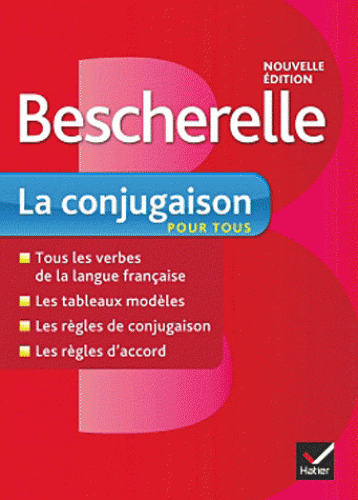 NOUVELLE
ÉDITION
Bescherelle
La conjugaison
POUR TOUS
Tous les verbes
de la langue française
Les tableaux modèles
Les règles de conjugaison
Les règles d'accord
Hatier